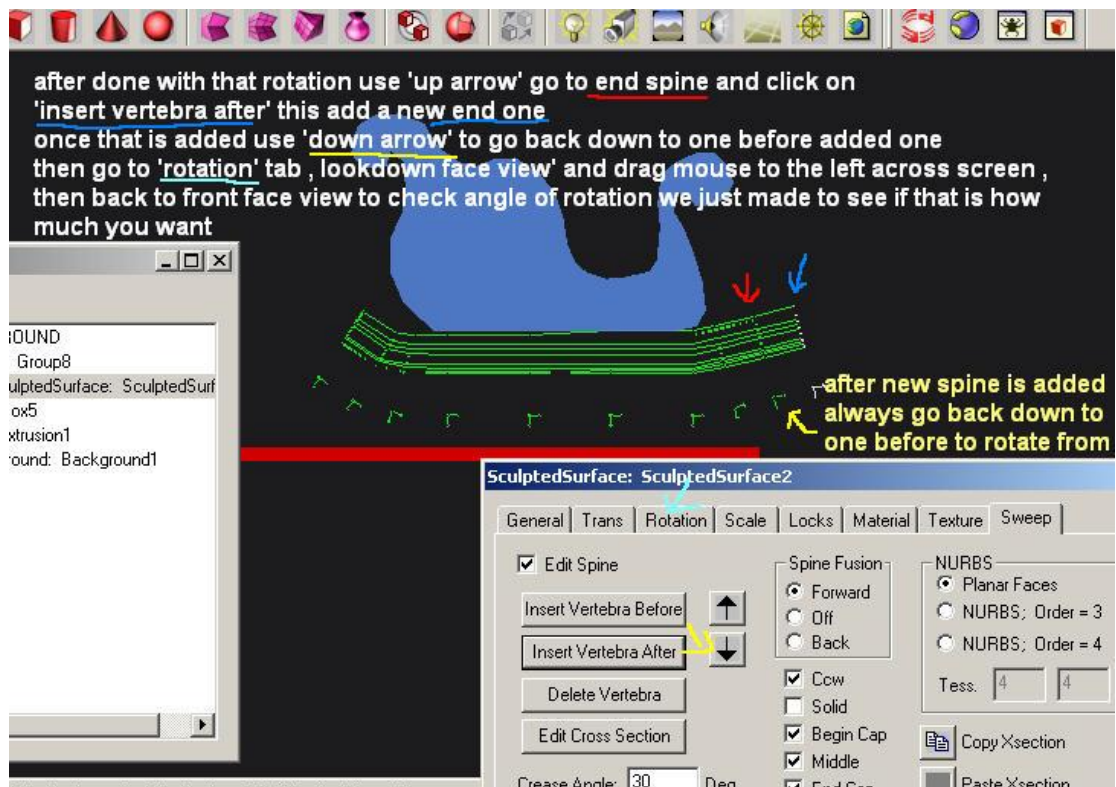 after done with that rotation use 'up arrow' go to end spine and click on
'insert vertebra after' this add a new end one
once that is added use 'down arrow' to go back down to one before added one
then go to 'rotation' tab , lookdown face view' and drag mouse to the left across screen ,
then back to front face view to check angle of rotation we just made to see if that is how
much you want
OUND
Group8
ulptedSurface: SculptedSurf
ox5
xtrusion1
round: Background1
after new spine is added
always go back down to
one before to rotate from
SculptedSurface: SculptedSurface2
General Trans Rotation Scale Locks Material Texture Sweep
Edit Spine
Insert Vertebra Before
Insert Vertebra After
Delete Vertebra
Edit Cross Section
Crease Angle: 30 Deg
Spine Fusion
Forward
Off
Back
Ccw
Solid
Begin Cap
Middle
End Cap
NURBS
Planar Faces
NURBS; Order = 3
NURBS; Order = 4
Tess. 4 4
Copy Xsection
Paste Xsection